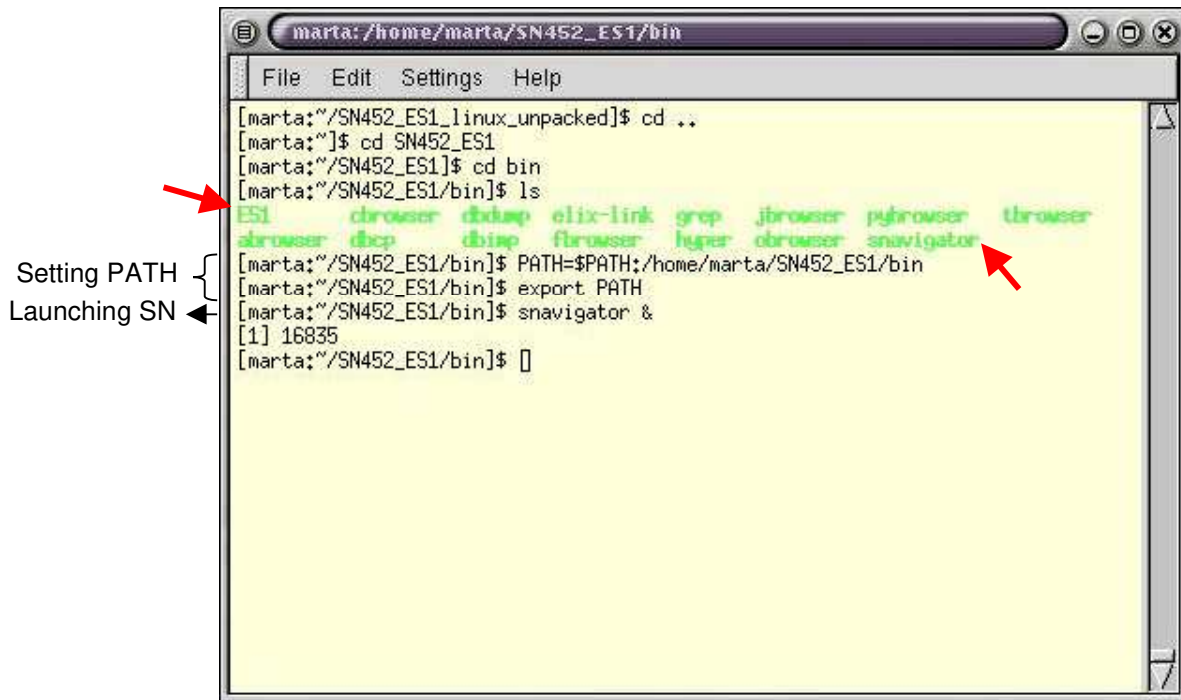 marta: /home/marta/SN452_ES1/bin
File Edit Settings Help
[marta:~/SN452_ES1_linux_unpacked]$ cd ..
[marta:~]$ cd SN452_ES1
[marta:~/SN452_ES1]$ cd bin
[marta:~/SN452_ES1/bin]$ ls
ES1 cbrowser dbdump elix-link grep jbrowser pybrowser tbrowser
abrowser dbcp dbimp fbrowser hyper obrowser snavigator
Setting PATH
[marta:~/SN452_ES1/bin]$ PATH=$PATH:/home/marta/SN452_ES1/bin
[marta:~/SN452_ES1/bin]$ export PATH
Launching SN
[marta:~/SN452_ES1/bin]$ snavigator &
[1] 16835
[marta:~/SN452_ES1/bin]$